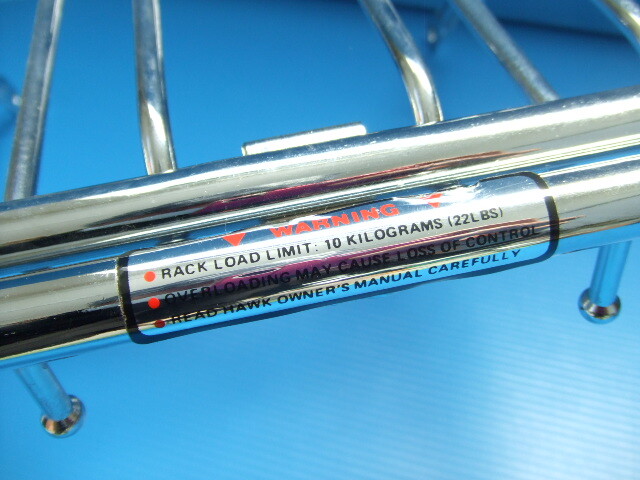 WARNING
RACK LOAD LIMIT: 10 KILOGRAMS (22LBS)
OVERLOADING MAY CAUSE LOSS OF CONTROL
READ HAWK OWNER'S MANUAL CAREFULLY